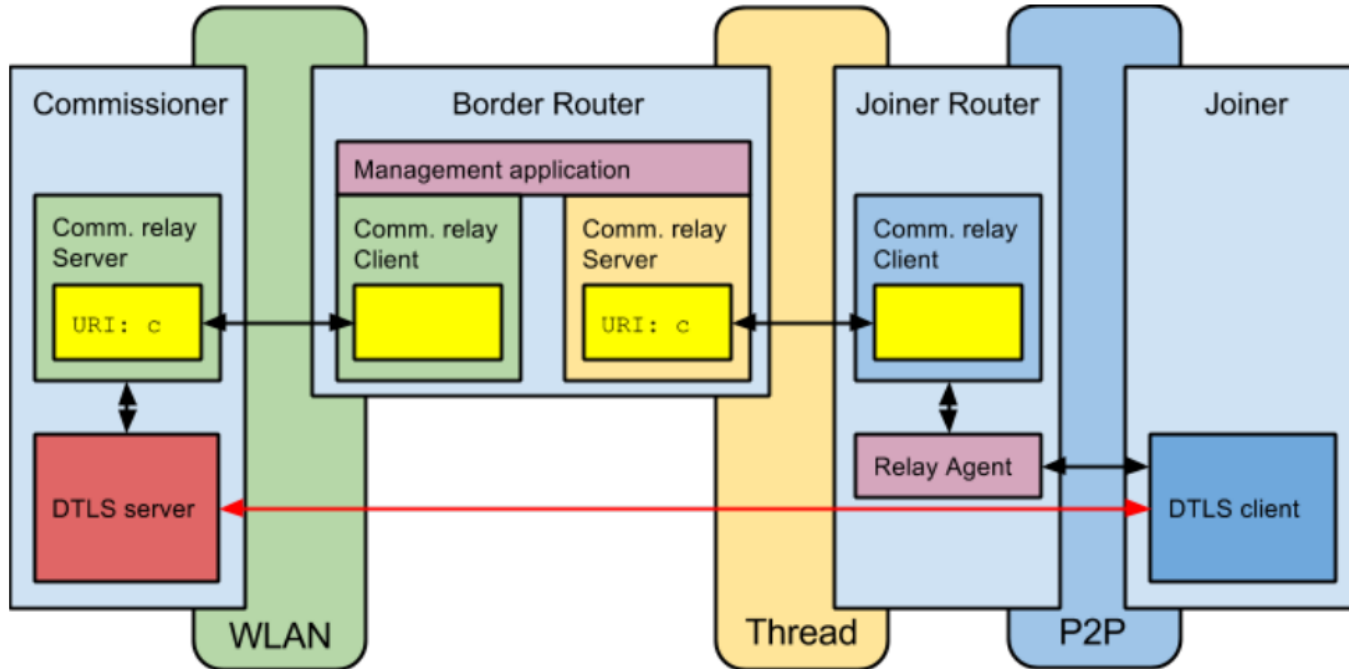 Commissioner
Border Router
Joiner Router
Joiner
Management application
Comm. relay
Server
Comm. relay
Client
Comm. relay
Server
Comm. relay
Client
URI: c
URI: c
Relay Agent
DTLS server
DTLS client
WLAN
Thread
P2P